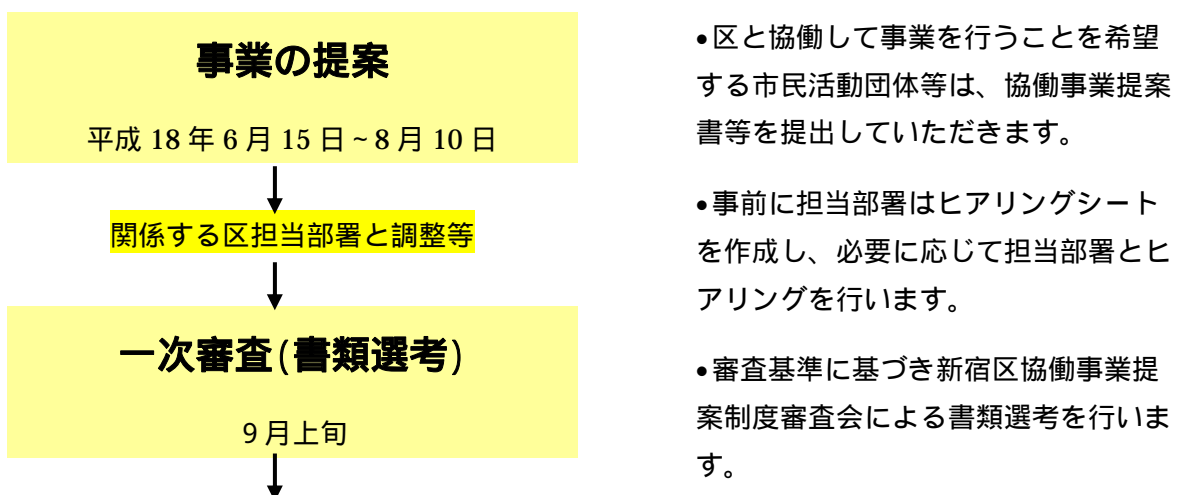 事業の提案
平成 18 年 6 月 15 日~8 月 10 日
関係する区担当部署と調整等
一次審査(書類選考)
9 月上旬
•区と協働して事業を行うことを希望
する市民活動団体等は、協働事業提案
書等を提出していただきます。
•事前に担当部署はヒアリングシート
を作成し、必要に応じて担当部署とヒ
アリングを行います。
•審査基準に基づき新宿区協働事業提
案制度審査会による書類選考を行いま
す。